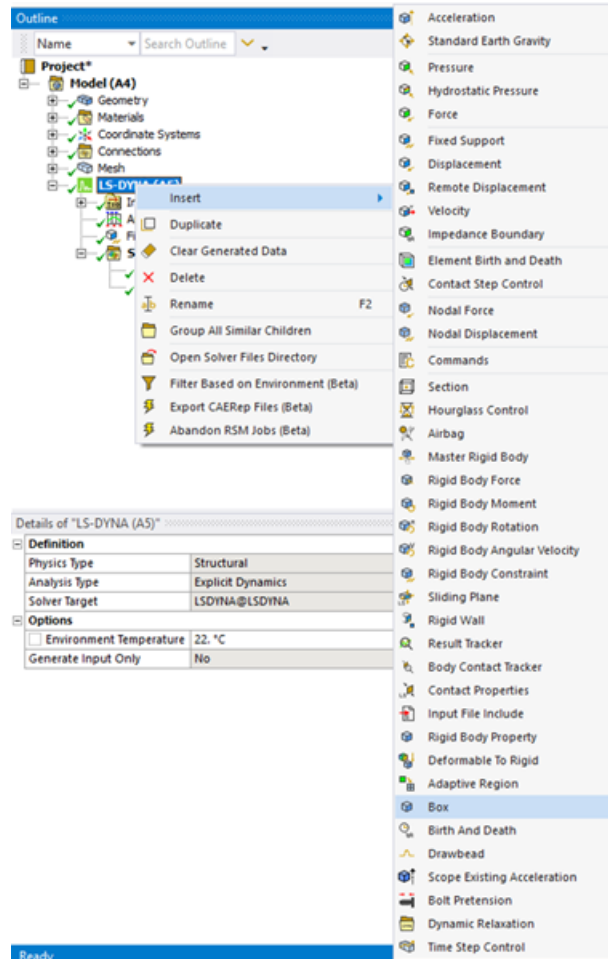 Outline
Name Search Outline
Project*
Model (A4)
Geometry
Materials
Coordinate Systems
Connections
Mesh
LS-DYNA (A5)
Insert
Duplicate
Clear Generated Data
Delete
Rename F2
Group All Similar Children
Open Solver Files Directory
Filter Based on Environment (Beta)
Export CAERep Files (Beta)
Abandon RSM Jobs (Beta)
Acceleration
Standard Earth Gravity
Pressure
Hydrostatic Pressure
Force
Fixed Support
Displacement
Remote Displacement
Velocity
Impedance Boundary
Element Birth and Death
Contact Step Control
Nodal Force
Nodal Displacement
Commands
Section
Hourglass Control
Airbag
Master Rigid Body
Rigid Body Force
Rigid Body Moment
Rigid Body Rotation
Rigid Body Angular Velocity
Rigid Body Constraint
Sliding Plane
Rigid Wall
Result Tracker
Body Contact Tracker
Contact Properties
Input File Include
Rigid Body Property
Deformable To Rigid
Adaptive Region
Box
Birth And Death
Drawbead
Scope Existing Acceleration
Bolt Pretension
Dynamic Relaxation
Time Step Control
Details of "LS-DYNA (A5)"
Definition
Physics Type Structural
Analysis Type Explicit Dynamics
Solver Target LSDYNA@LSDYNA
Options
Environment Temperature 22. °C
Generate Input Only No
Ready